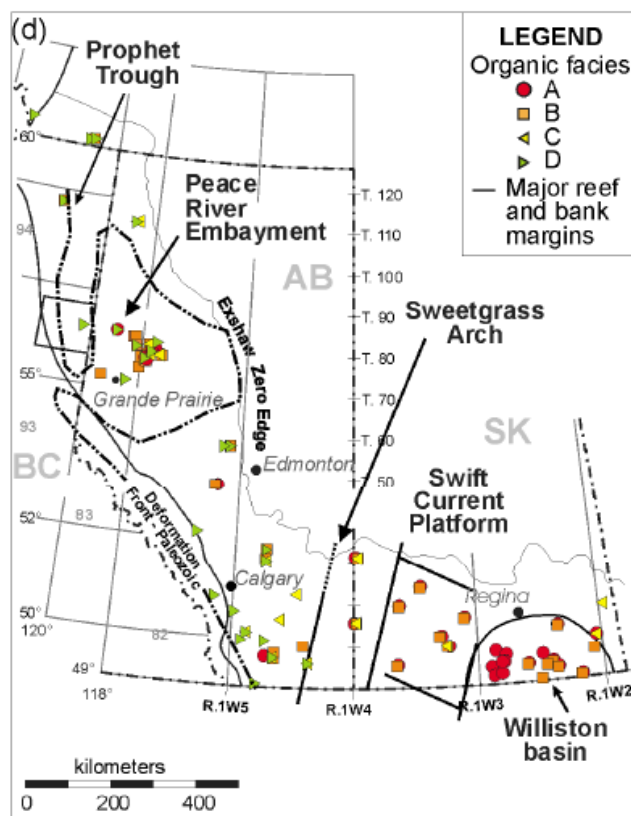 (d)
Prophet
Trough
LEGEND
Organic facies
A
B
C
D
Major reef
and bank
margins
60°
T. 120
Peace
River
Embayment
T. 110
94
AB
T. 100
T. 90
Sweetgrass
Arch
Exshaw Zero Edge
T. 80
55°
Grande Prairie
T. 70
93
SK
T. 60
BC
Edmonton
T. 50
Swift
Current
Platform
52°
83
Deformation
Front - Paleozoic
Calgary
Regina
50°
120°
82
49°
118°
R.1W5
R.1W4
R.1W3
R.1W2
Williston
basin
kilometers
0 200 400